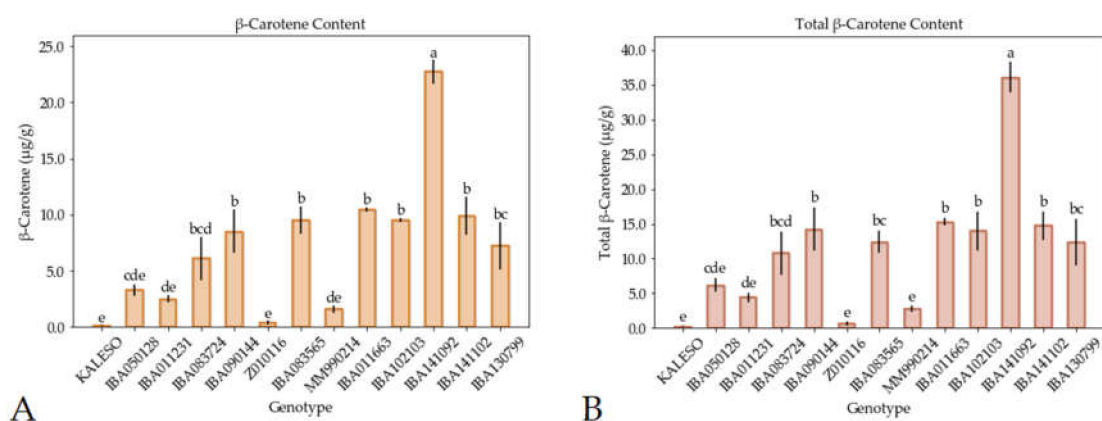 β-Carotene Content
25.0
20.0
15.0
10.0
5.0
0.0
β-Carotene (µg/g)
e
cde
de
bcd
b
e
b
de
b
b
a
b
bc
KALESO
IBA050128
IBA011231
IBA083724
IBA090144
Z010116
IBA083565
MM990214
IBA011663
IBA102103
IBA141092
IBA141102
IBA130799
Genotype
A
Total β-Carotene Content
40.0
35.0
30.0
25.0
20.0
15.0
10.0
5.0
0.0
Total β-Carotene (µg/g)
e
cde
de
bcd
b
e
bc
e
b
b
a
b
bc
KALESO
IBA050128
IBA011231
IBA083724
IBA090144
Z010116
IBA083565
MM990214
IBA011663
IBA102103
IBA141092
IBA141102
IBA130799
Genotype
B